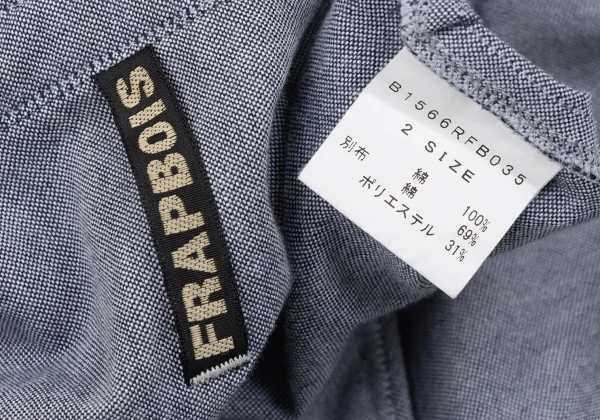 FRAPBOIS
B1566RFB035
2 SIZE
綿 100%
別布 綿 69%
ポリエステル 31%